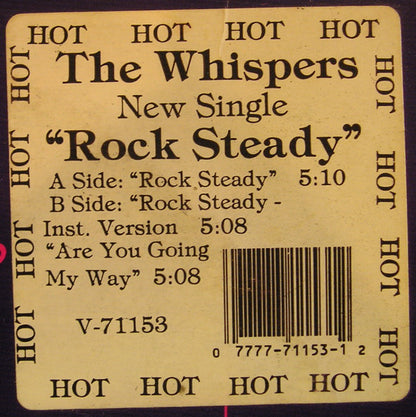 HOT HOT HOT HOT
HOT
HOT
HOT
HOT
The Whispers
New Single
“Rock Steady”
A Side: “Rock Steady” 5:10
B Side: “Rock Steady -
Inst. Version 5:08
“Are You Going
My Way” 5:08
V-71153
0 7777-71153-1 2
HOT
HOT
HOT
HOT
HOT HOT HOT HOT